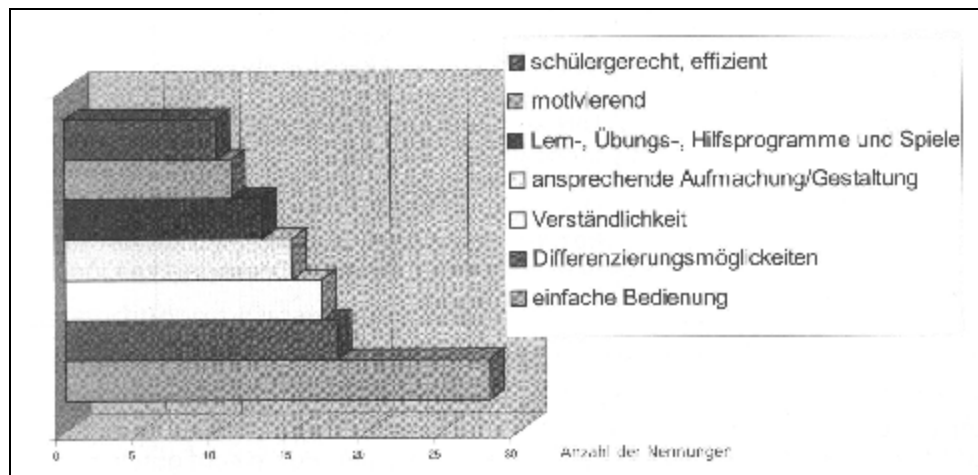 schülergerecht, effizient
motivierend
Lern-, Übungs-, Hilfsprogramme und Spiele
ansprechende Aufmachung/Gestaltung
Verständlichkeit
Differenzierungsmöglickeiten
einfache Bedienung
0 5 10 15 20 25 30 Anzahl der Nennungen